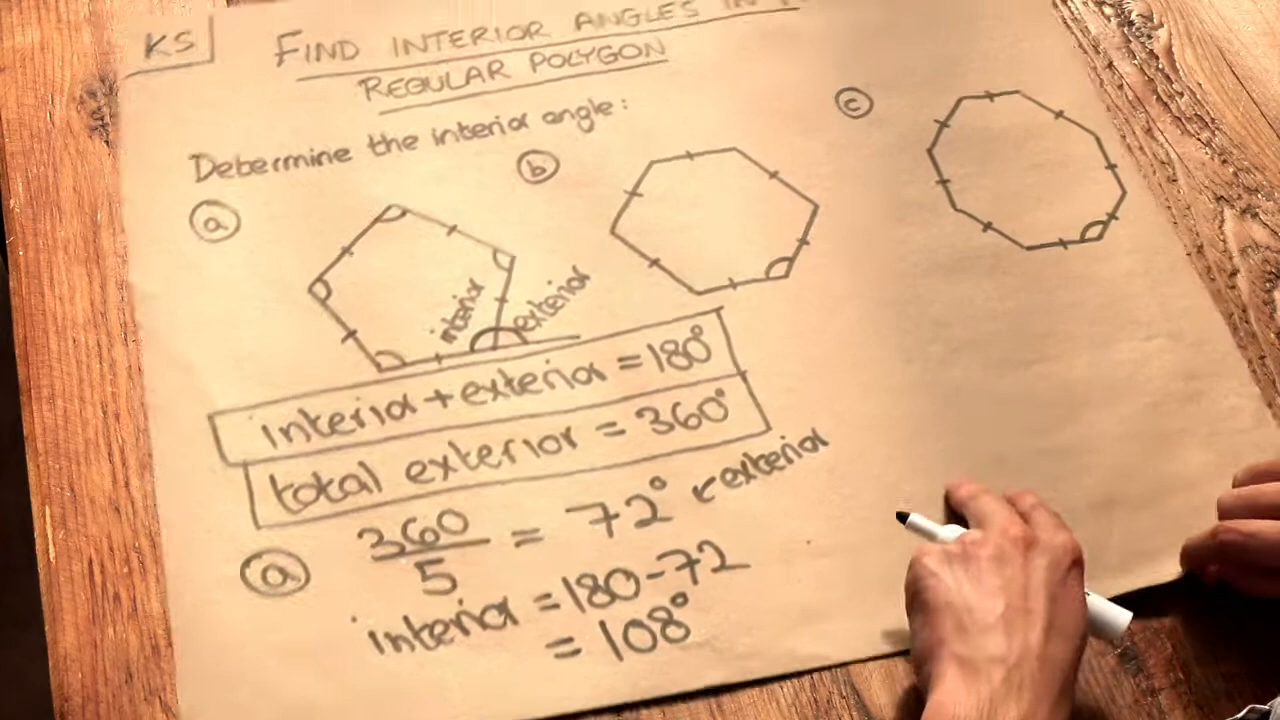 KS
FIND INTERIOR ANGLES IN
REGULAR POLYGON
Determine the interior angle:
a
b
c
interior
exterior
interior + exterior = 180°
total exterior = 360°
a
360/5 = 72° ← exterior
interior = 180-72
= 108°